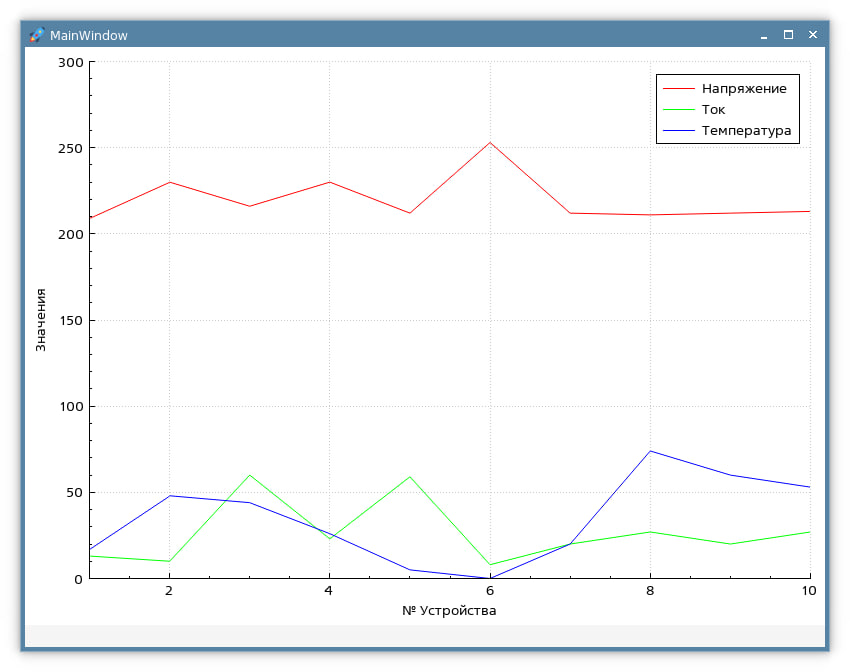 MainWindow
300
250
200
150
100
50
0
Значения
Напряжение
Ток
Температура
2
4
6
8
10
№ Устройства